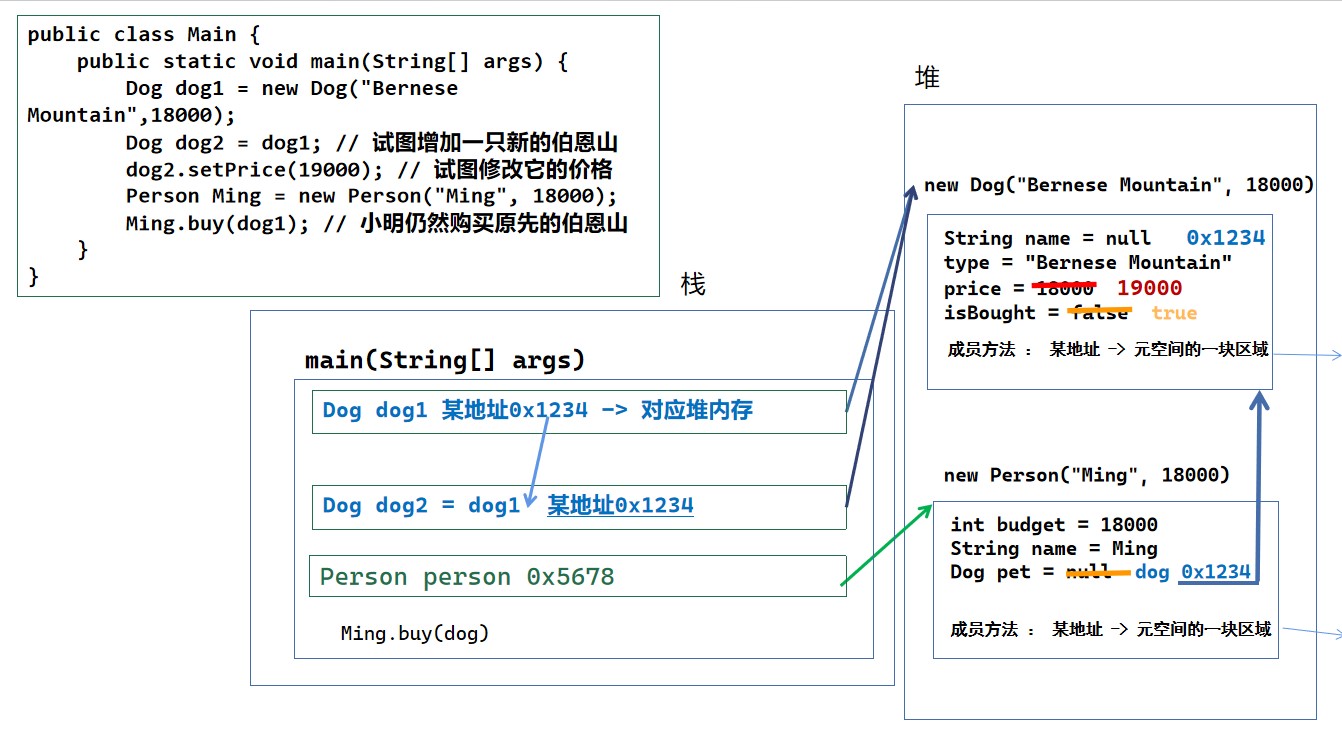 public class Main {
public static void main(String[] args) {
Dog dog1 = new Dog("Bernese
Mountain",18000);
Dog dog2 = dog1; // 试图增加一只新的伯恩山
dog2.setPrice(19000); // 试图修改它的价格
Person Ming = new Person("Ming", 18000);
Ming.buy(dog1); // 小明仍然购买原先的伯恩山
}
}
栈
main(String[] args)
Dog dog1 某地址0x1234 -> 对应堆内存
Dog dog2 = dog1 某地址0x1234
Person person 0x5678
Ming.buy(dog)
堆
new Dog("Bernese Mountain", 18000)
String name = null 0x1234
type = "Bernese Mountain"
price = 18000 19000
isBought = false true
成员方法 : 某地址 -> 元空间的一块区域
new Person("Ming", 18000)
int budget = 18000
String name = Ming
Dog pet = null dog 0x1234
成员方法 : 某地址 -> 元空间的一块区域